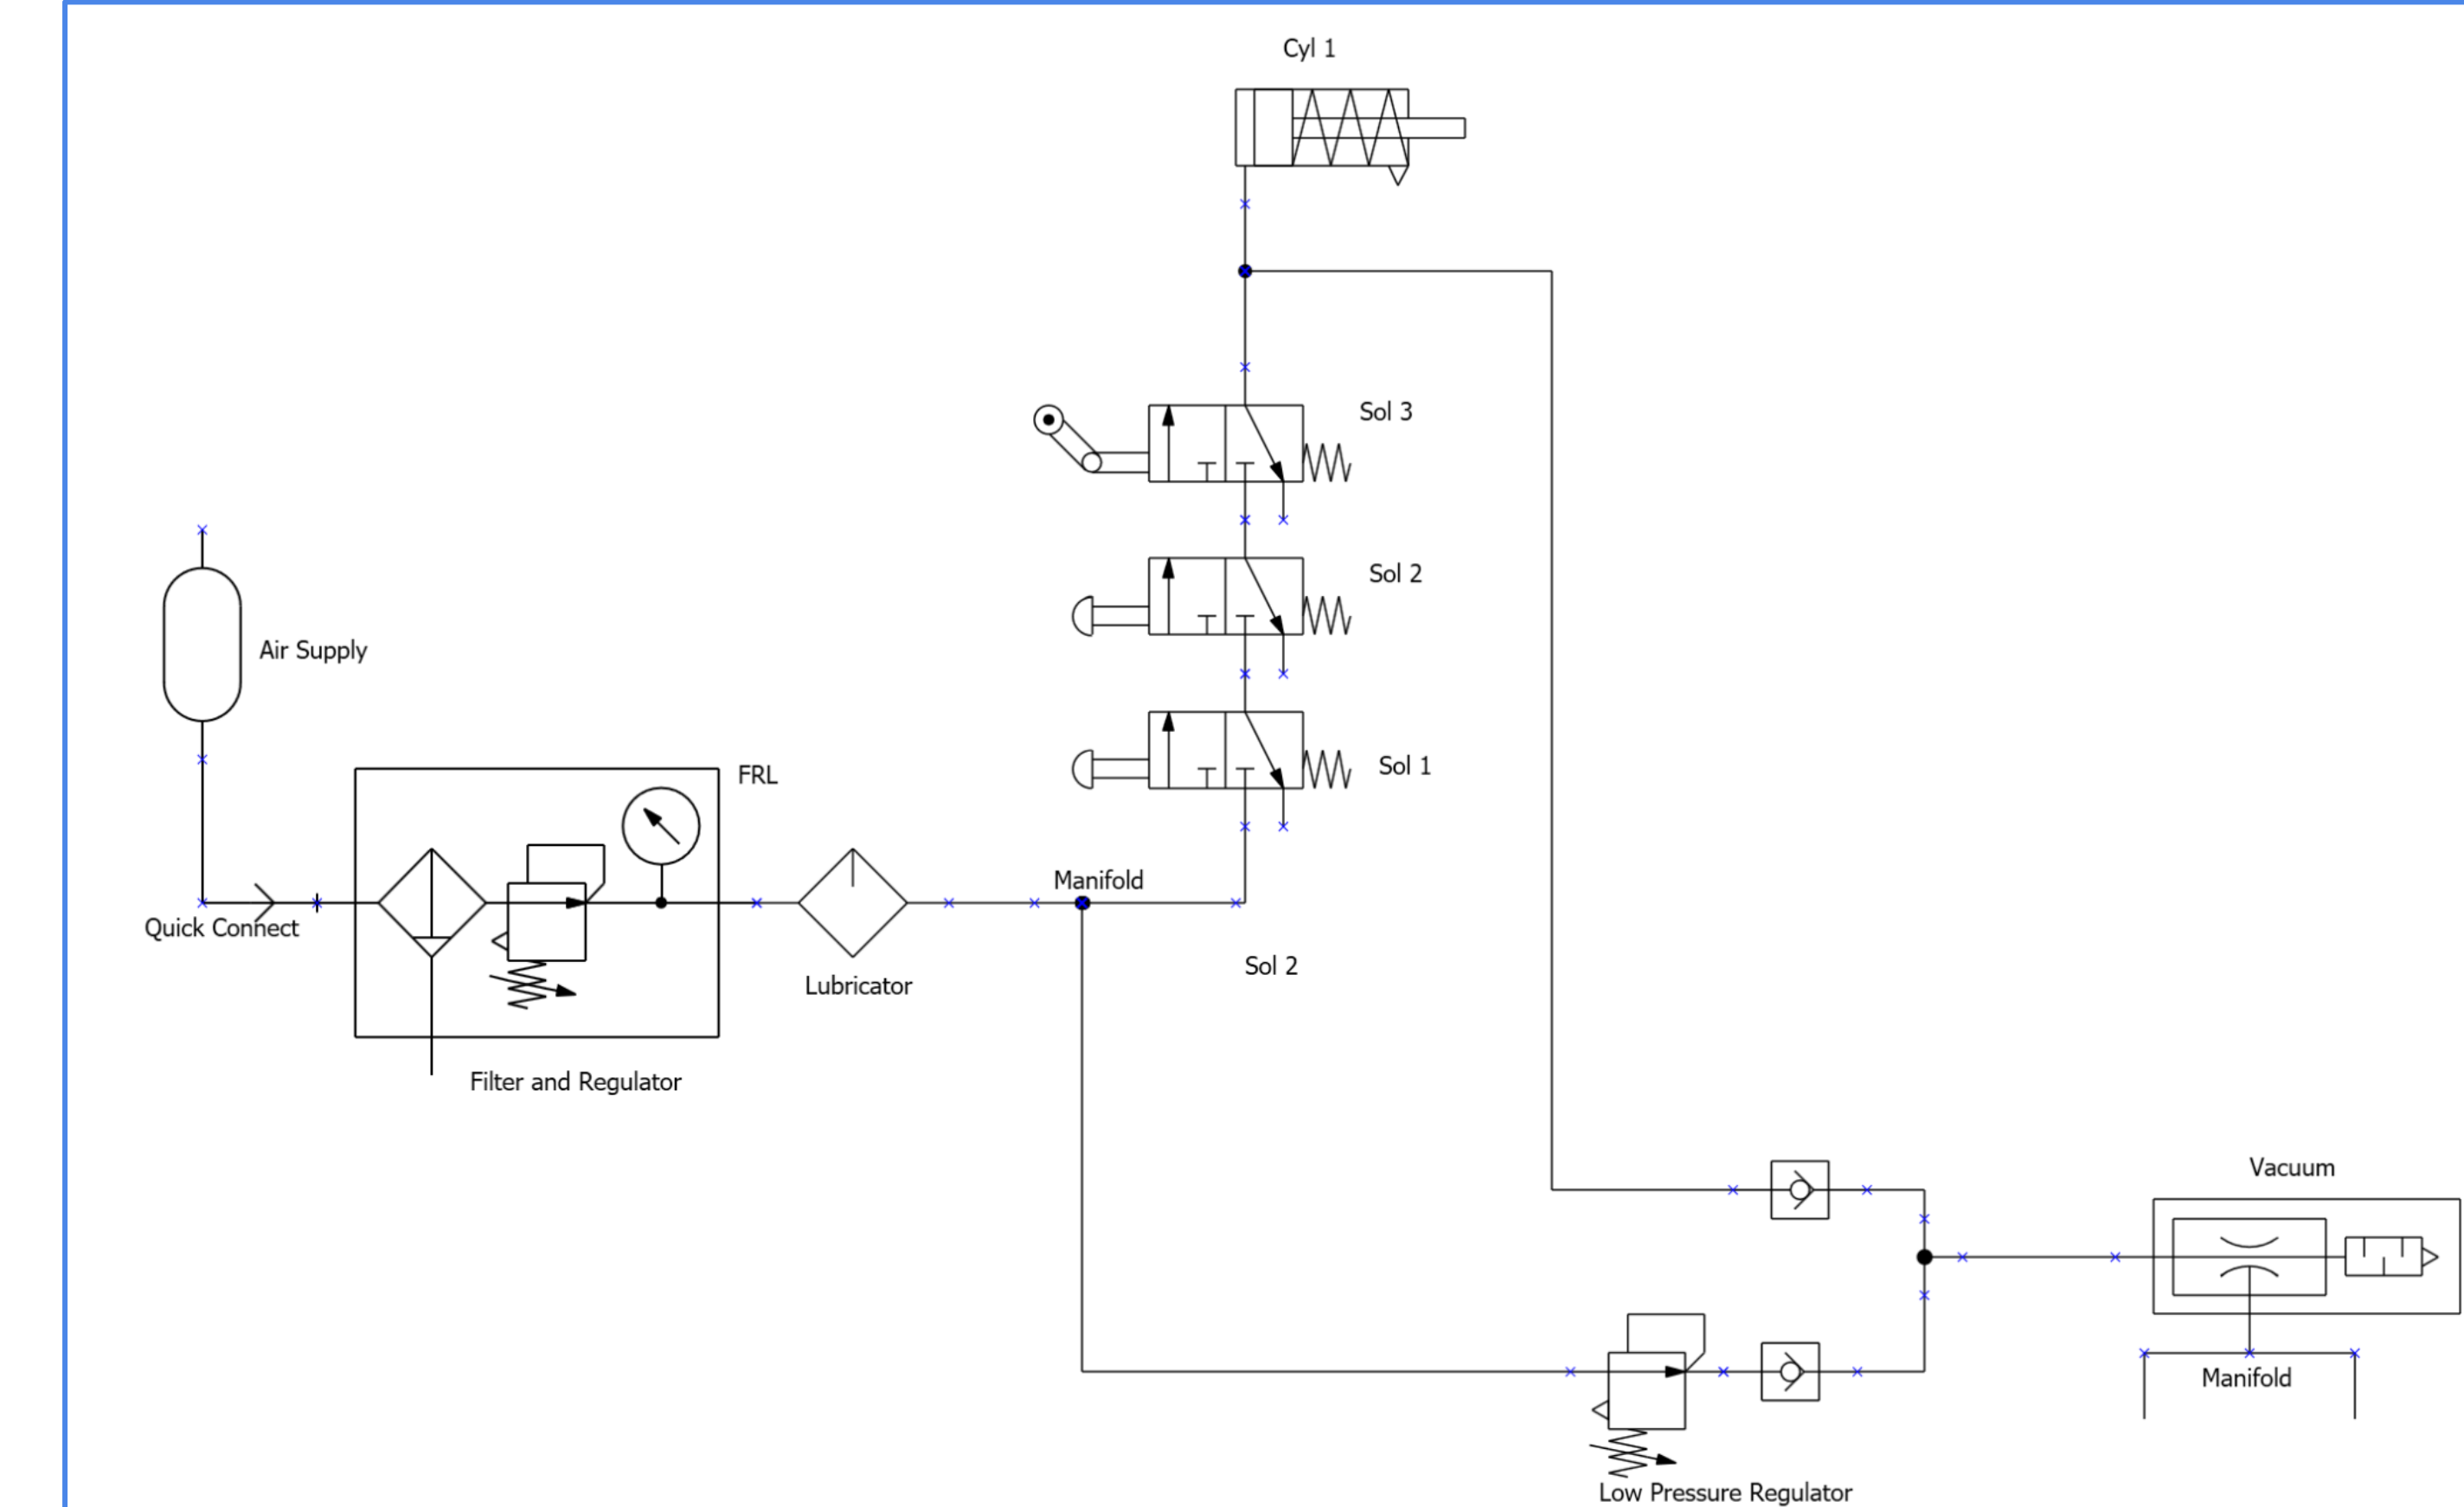 Cyl 1
Sol 3
Sol 2
Air Supply
Sol 1
FRL
Manifold
Quick Connect
Sol 2
Lubricator
Filter and Regulator
Vacuum
Manifold
Low Pressure Regulator